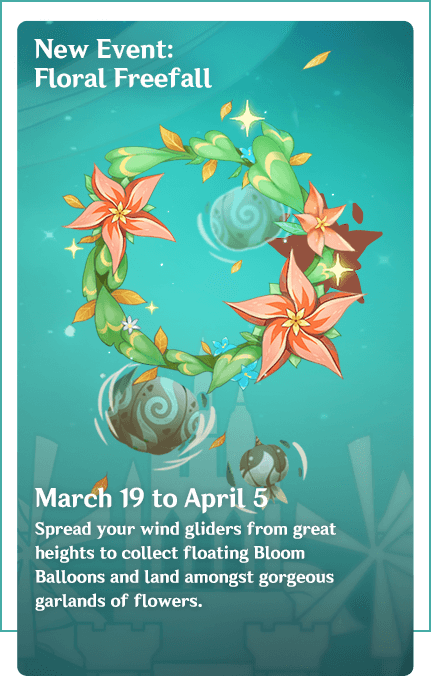 New Event:
Floral Freefall
March 19 to April 5
Spread your wind gliders from great
heights to collect floating Bloom
Balloons and land amongst gorgeous
garlands of flowers.